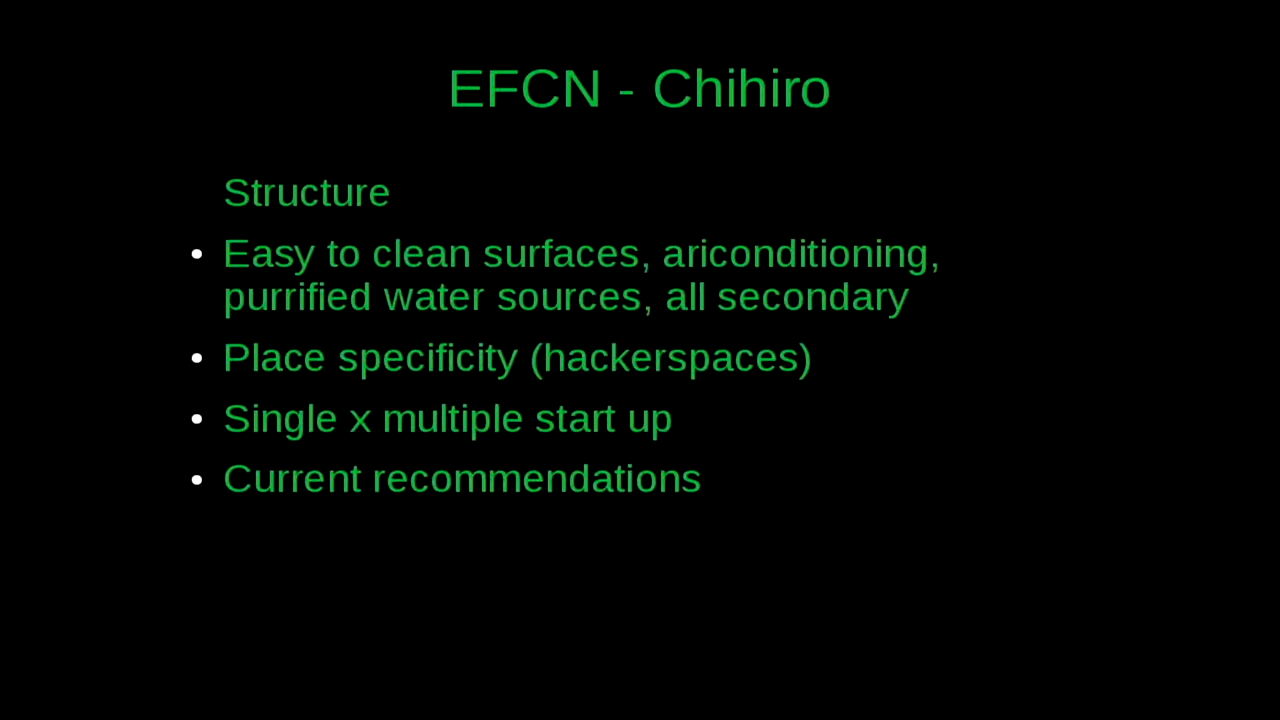 EFCN - Chihiro
Structure
• Easy to clean surfaces, ariconditioning,
purrified water sources, all secondary
• Place specificity (hackerspaces)
• Single x multiple start up
• Current recommendations